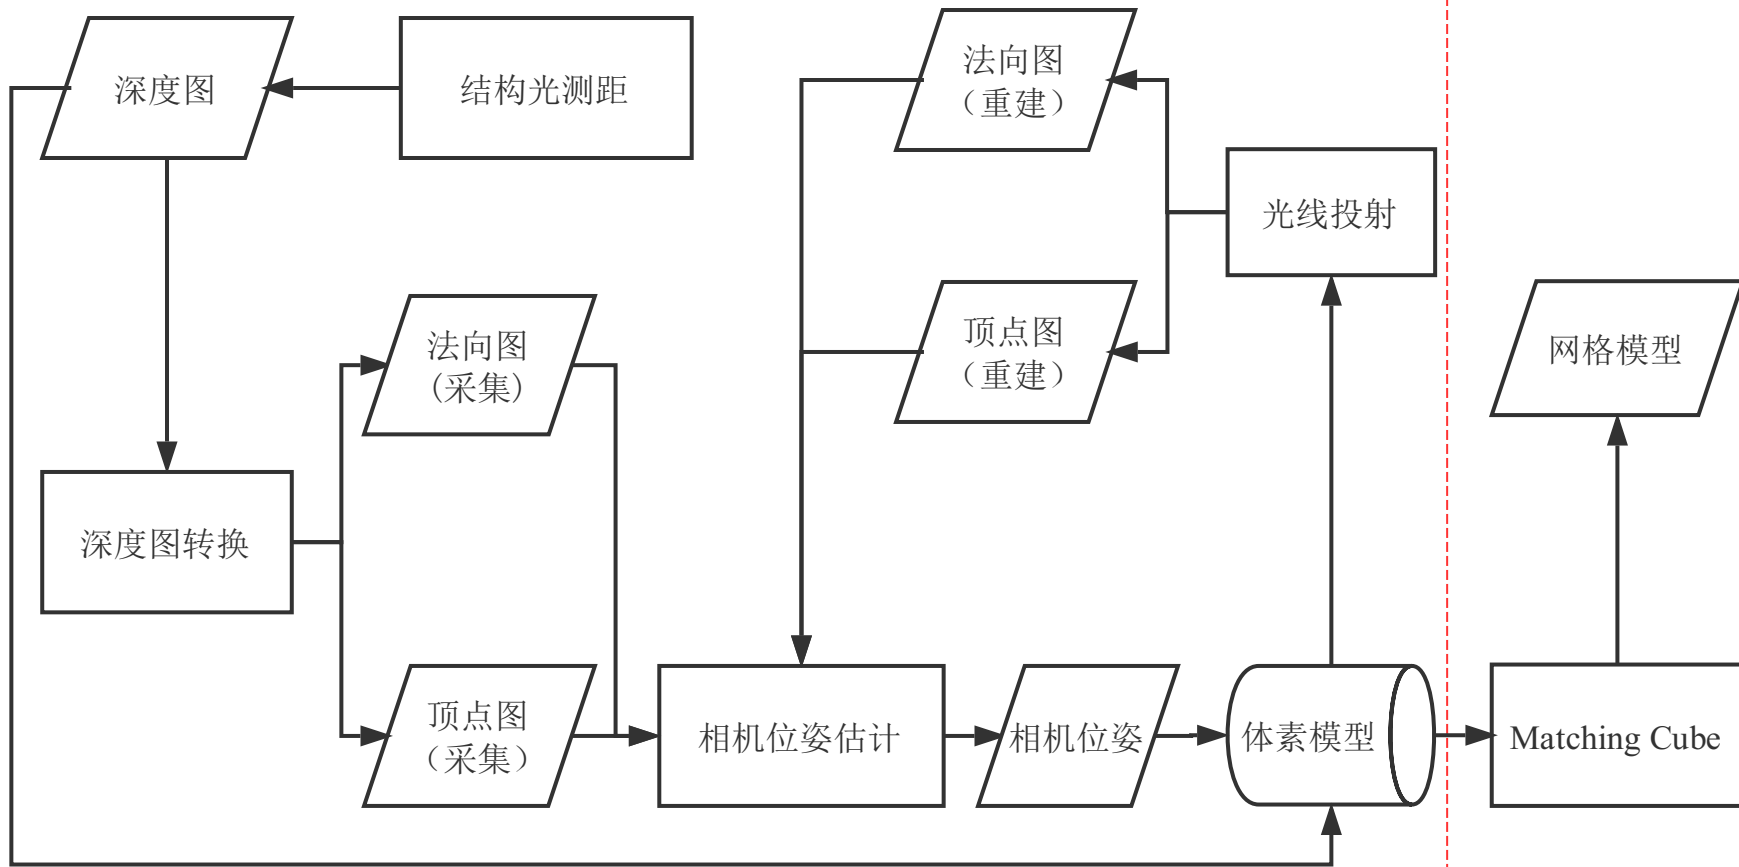 深度图
结构光测距
法向图
（重建）
光线投射
顶点图
（重建）
网格模型
法向图
(采集)
深度图转换
顶点图
（采集）
相机位姿估计
相机位姿
体素模型
Matching Cube